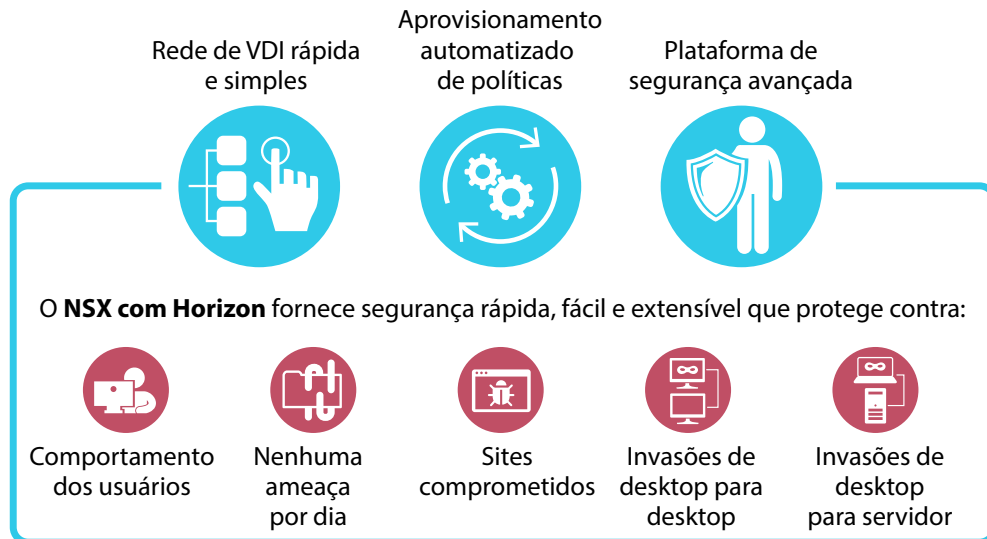 Rede de VDI rápida
e simples
Aprovisionamento
automatizado
de políticas
Plataforma de
segurança avançada
O NSX com Horizon fornece segurança rápida, fácil e extensível que protege contra:
Comportamento
dos usuários
Nenhuma
ameaça
por dia
Sites
comprometidos
Invasões de
desktop para
desktop
Invasões de
desktop
para servidor